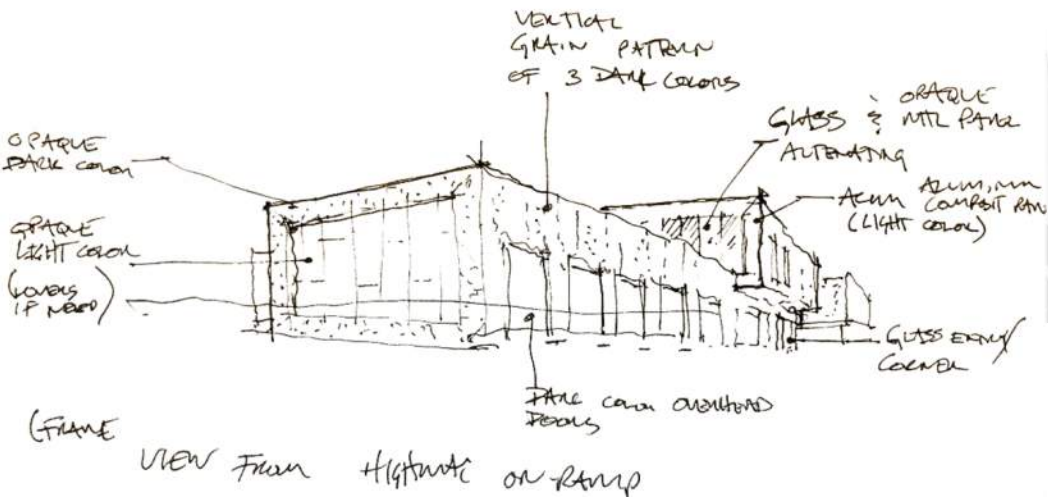 VERTICAL
GRAIN PATTERN
OF 3 DARK COLORS
OPAQUE
DARK COLOR
OPAQUE
LIGHT COLOR
(LOUVERS
IF NEED)
GLASS & OPAQUE
MTL PANEL
ALTERNATING
ALUM ALUMINUM
COMPOSIT PAN
(LIGHT COLOR)
GLASS ENTRY/
CORNER
DARK COLOR OVERHEAD
DOORS
(FRAME
VIEW FROM HIGHWAY ON-RAMP